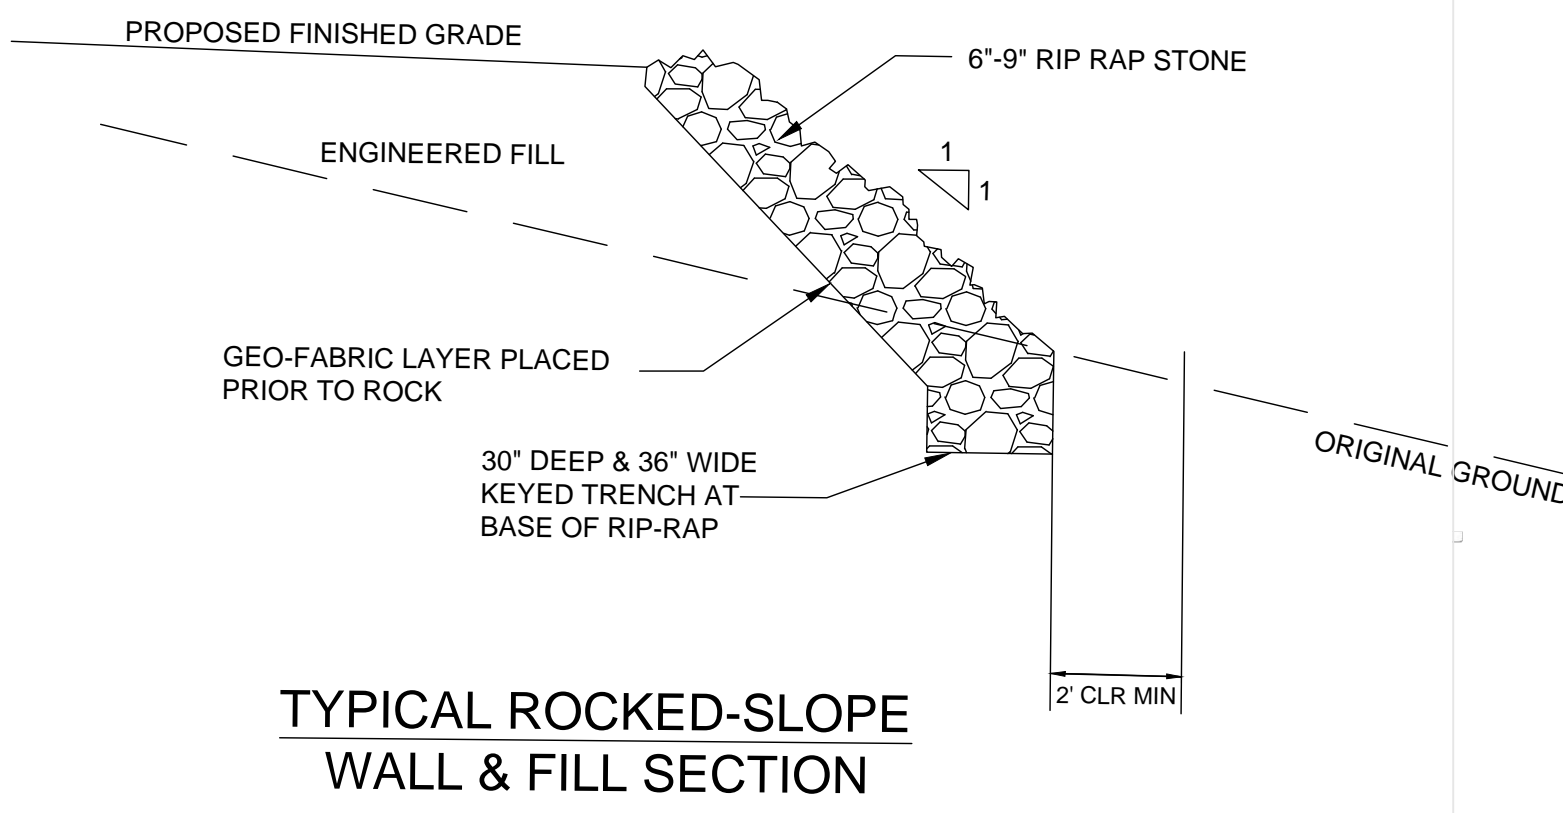 PROPOSED FINISHED GRADE
6"-9" RIP RAP STONE
ENGINEERED FILL
1
1
GEO-FABRIC LAYER PLACED
PRIOR TO ROCK
30" DEEP & 36" WIDE
KEYED TRENCH AT
BASE OF RIP-RAP
ORIGINAL GROUND
2' CLR MIN
TYPICAL ROCKED-SLOPE
WALL & FILL SECTION